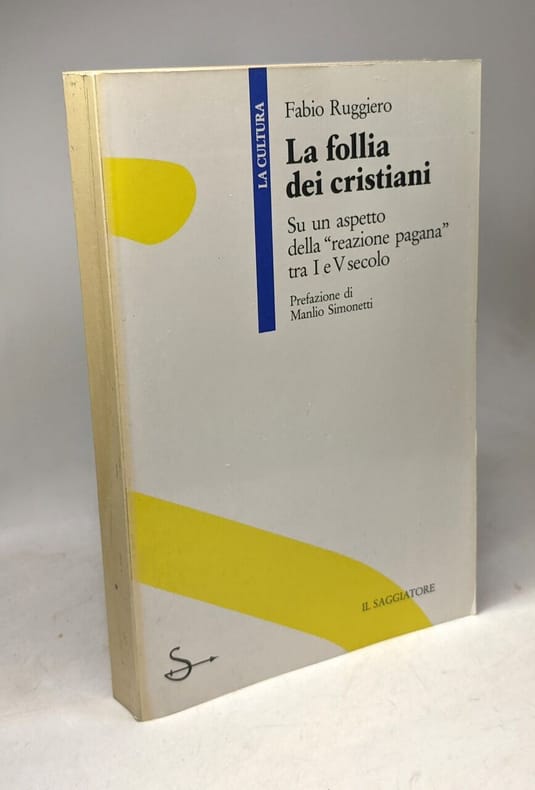 LA CULTURA
Fabio Ruggiero
La follia
dei cristiani
Su un aspetto
della “reazione pagana”
tra I e V secolo
Prefazione di
Manlio Simonetti
IL SAGGIATORE
S